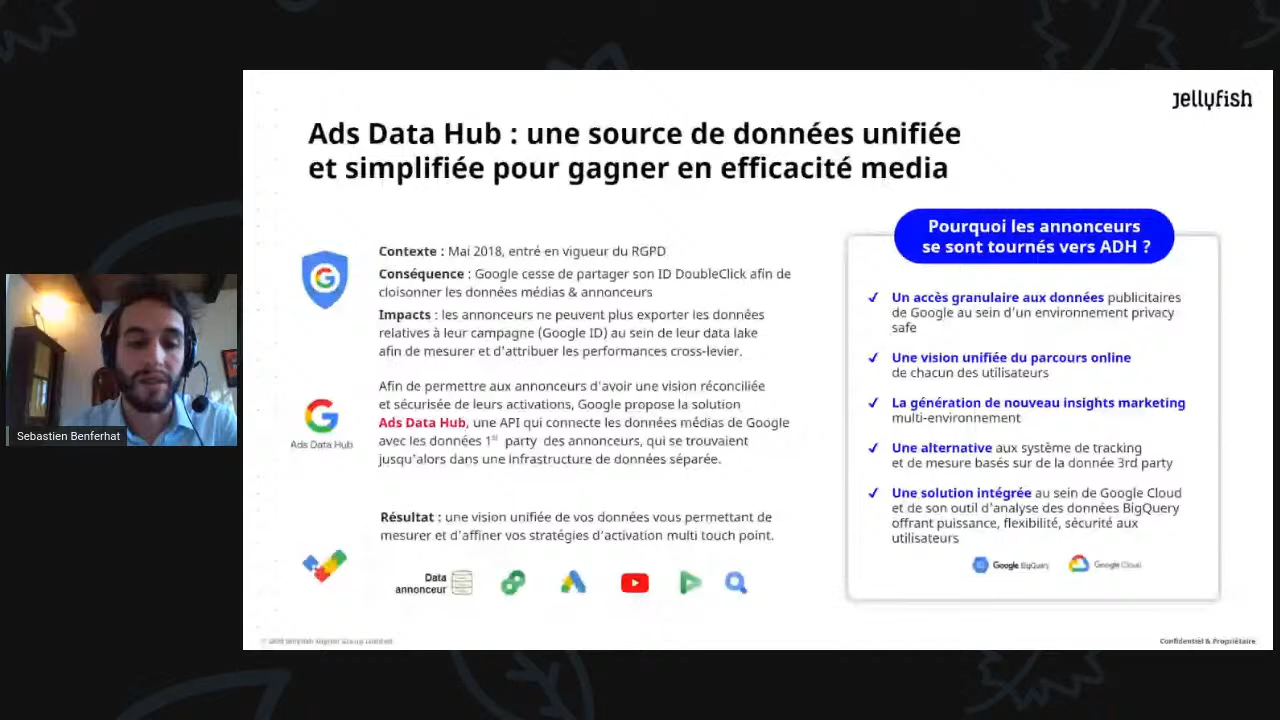 jellyfish
Ads Data Hub : une source de données unifiée
et simplifiée pour gagner en efficacité media
Contexte : Mai 2018, entré en vigueur du RGPD
Conséquence : Google cesse de partager son ID DoubleClick afin de
cloisonner les données médias & annonceurs
Impacts : les annonceurs ne peuvent plus exporter les données
relatives à leur campagne (Google ID) au sein de leur data lake
afin de mesurer et d'attribuer les performances cross-levier.
Ads Data Hub
Afin de permettre aux annonceurs d'avoir une vision réconciliée
et sécurisée de leurs activations, Google propose la solution
Ads Data Hub, une API qui connecte les données médias de Google
avec les données 1st party des annonceurs, qui se trouvaient
jusqu'alors dans une infrastructure de données séparée.
Résultat : une vision unifiée de vos données vous permettant de
mesurer et d'affiner vos stratégies d'activation multi touch point.
Data
annonceur
Pourquoi les annonceurs
se sont tournés vers ADH ?
✓ Un accès granulaire aux données publicitaires
de Google au sein d'un environnement privacy
safe
✓ Une vision unifiée du parcours online
de chacun des utilisateurs
✓ La génération de nouveau insights marketing
multi-environnement
✓ Une alternative aux système de tracking
et de mesure basés sur de la donnée 3rd party
✓ Une solution intégrée au sein de Google Cloud
et de son outil d'analyse des données BigQuery
offrant puissance, flexibilité, sécurité aux
utilisateurs
Google BigQuery
Google Cloud
Jellyfish Digital Group Limited
Confidentiel & Propriétaire
Sebastien Benferhat